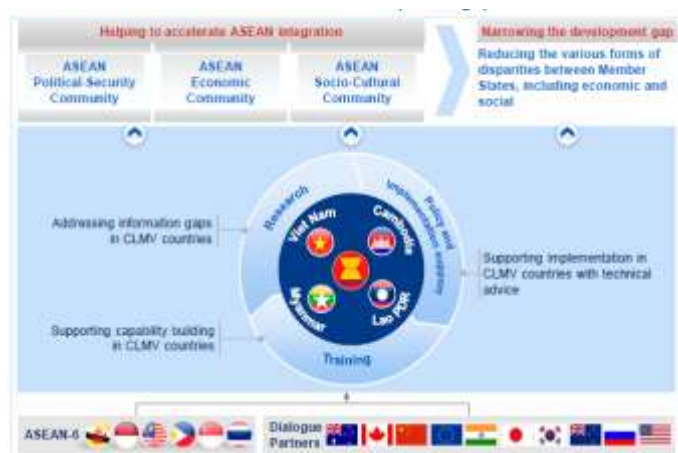 Helping to accelerate ASEAN integration
Narrowing the development gap
ASEAN
Political-Security
Community
ASEAN
Economic
Community
ASEAN
Socio-Cultural
Community
Reducing the various forms of
disparities between Member
States, including economic and
social
Research
Policy and
Implementation
Viet Nam
Cambodia
Myanmar
Lao PDR
Training
Addressing information gaps
in CLMV countries
Supporting capability building
in CLMV countries
Supporting implementation in
CLMV countries with technical
advice
ASEAN-6
Dialogue
Partners